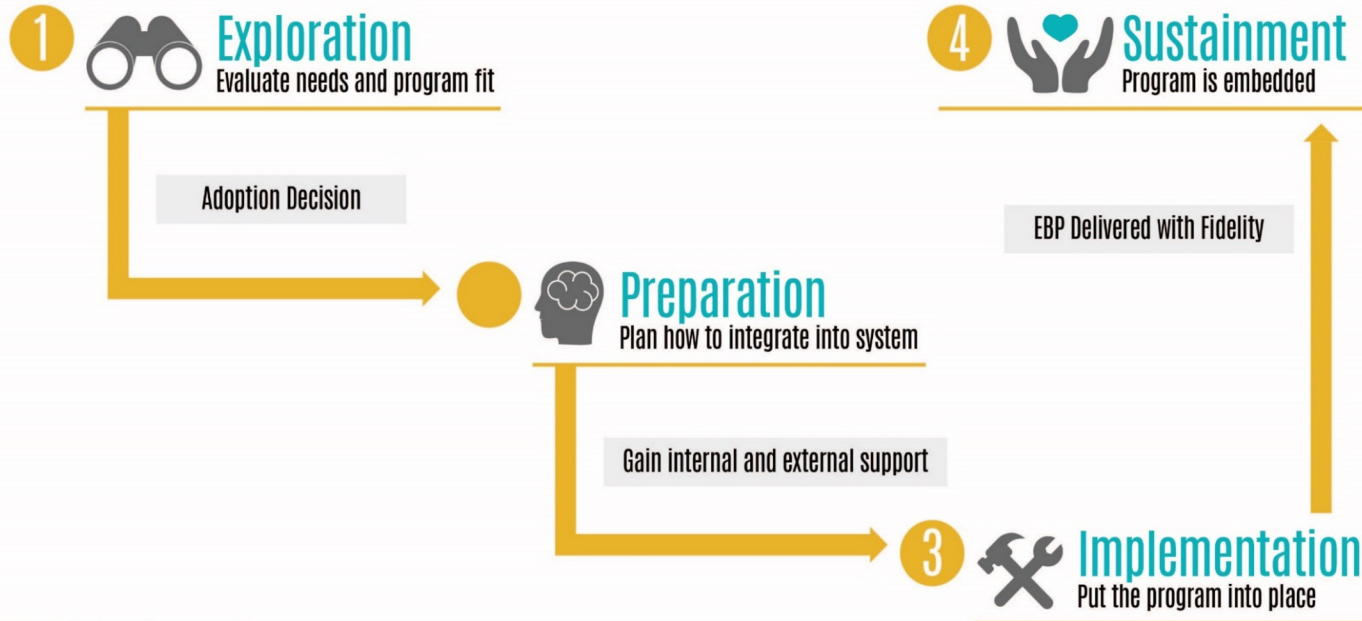 1
Exploration
Evaluate needs and program fit
Adoption Decision
Preparation
Plan how to integrate into system
Gain internal and external support
3
Implementation
Put the program into place
EBP Delivered with Fidelity
4
Sustainment
Program is embedded